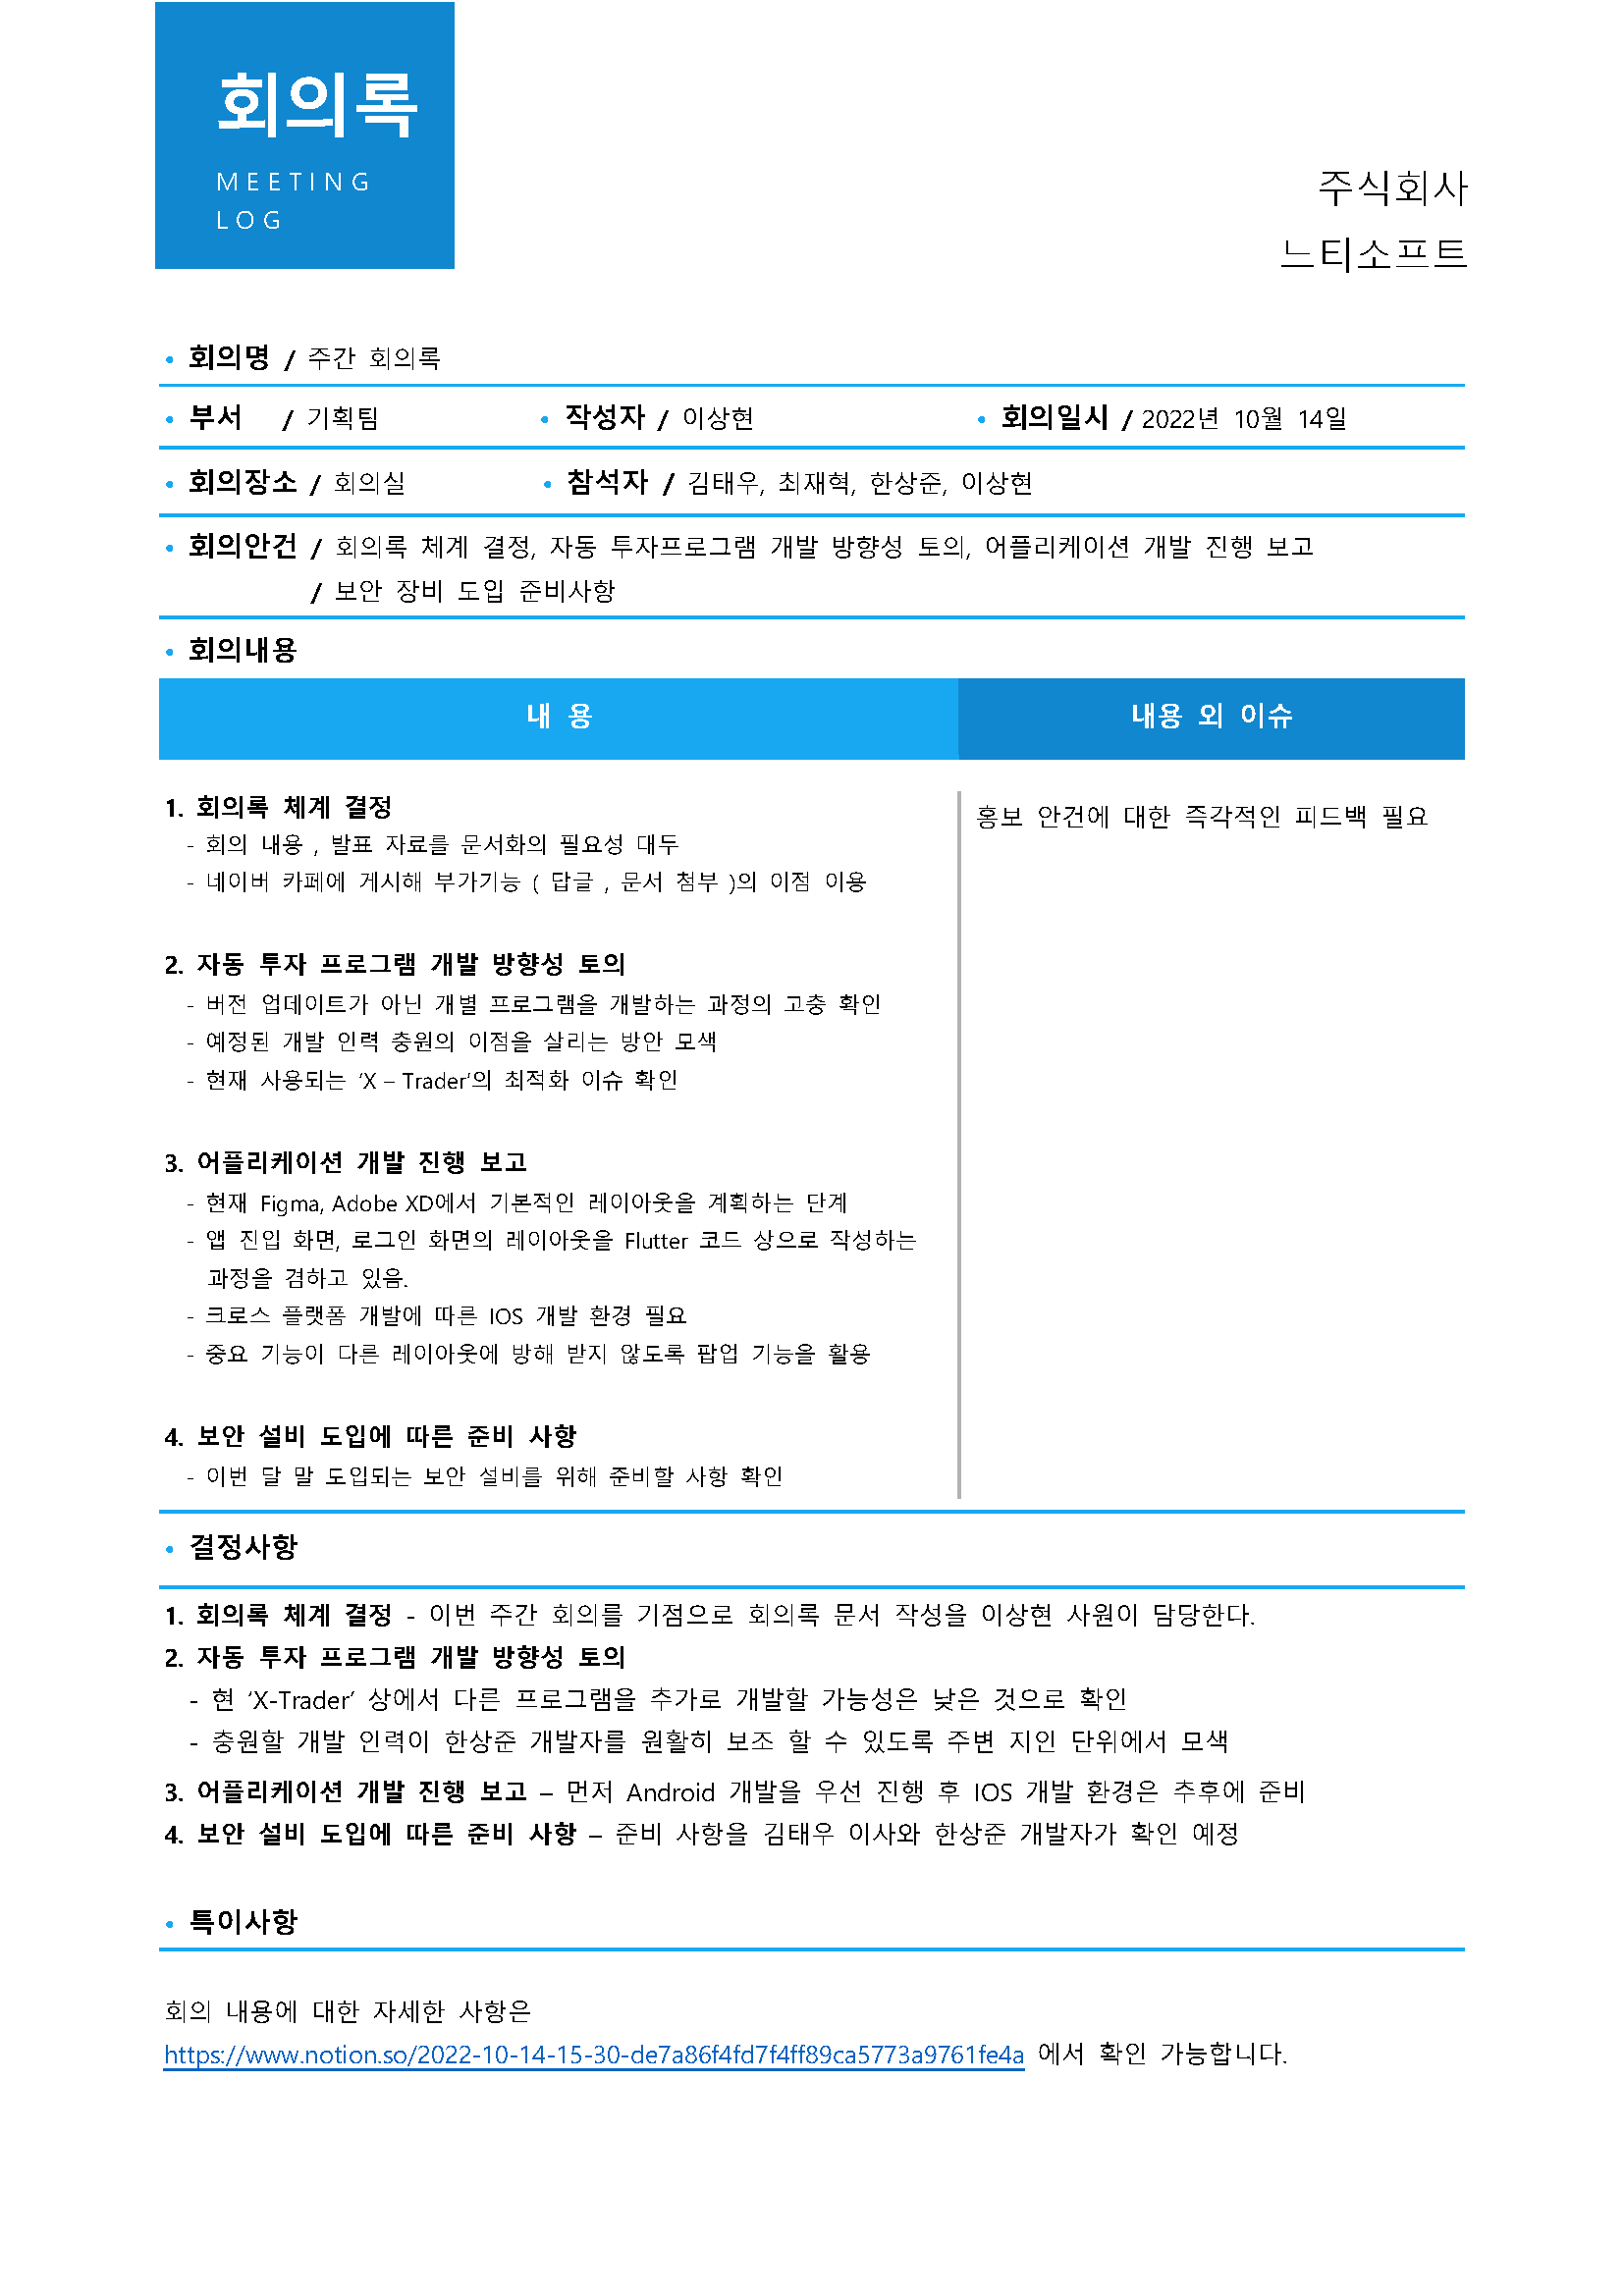 회의록
MEETING
LOG
주식회사
느티소프트
• 회의명 / 주간 회의록
• 부서 / 기획팀 • 작성자 / 이상현 • 회의일시 / 2022년 10월 14일
• 회의장소 / 회의실 • 참석자 / 김태우, 최재혁, 한상준, 이상현
• 회의안건 / 회의록 체계 결정, 자동 투자프로그램 개발 방향성 토의, 어플리케이션 개발 진행 보고
/ 보안 장비 도입 준비사항
• 회의내용
내 용
내용 외 이슈
1. 회의록 체계 결정
- 회의 내용 , 발표 자료를 문서화의 필요성 대두
- 네이버 카페에 게시해 부가기능 ( 답글 , 문서 첨부 )의 이점 이용
2. 자동 투자 프로그램 개발 방향성 토의
- 버전 업데이트가 아닌 개별 프로그램을 개발하는 과정의 고충 확인
- 예정된 개발 인력 충원의 이점을 살리는 방안 모색
- 현재 사용되는 ‘X – Trader’의 최적화 이슈 확인
3. 어플리케이션 개발 진행 보고
- 현재 Figma, Adobe XD에서 기본적인 레이아웃을 계획하는 단계
- 앱 진입 화면, 로그인 화면의 레이아웃을 Flutter 코드 상으로 작성하는
과정을 겸하고 있음.
- 크로스 플랫폼 개발에 따른 IOS 개발 환경 필요
- 중요 기능이 다른 레이아웃에 방해 받지 않도록 팝업 기능을 활용
4. 보안 설비 도입에 따른 준비 사항
- 이번 달 말 도입되는 보안 설비를 위해 준비할 사항 확인
홍보 안건에 대한 즉각적인 피드백 필요
• 결정사항
1. 회의록 체계 결정 - 이번 주간 회의를 기점으로 회의록 문서 작성을 이상현 사원이 담당한다.
2. 자동 투자 프로그램 개발 방향성 토의
- 현 ‘X-Trader’ 상에서 다른 프로그램을 추가로 개발할 가능성은 낮은 것으로 확인
- 충원할 개발 인력이 한상준 개발자를 원활히 보조 할 수 있도록 주변 지인 단위에서 모색
3. 어플리케이션 개발 진행 보고 – 먼저 Android 개발을 우선 진행 후 IOS 개발 환경은 추후에 준비
4. 보안 설비 도입에 따른 준비 사항 – 준비 사항을 김태우 이사와 한상준 개발자가 확인 예정
• 특이사항
회의 내용에 대한 자세한 사항은
https://www.notion.so/2022-10-14-15-30-de7a86f4fd7f4ff89ca5773a9761fe4a 에서 확인 가능합니다.